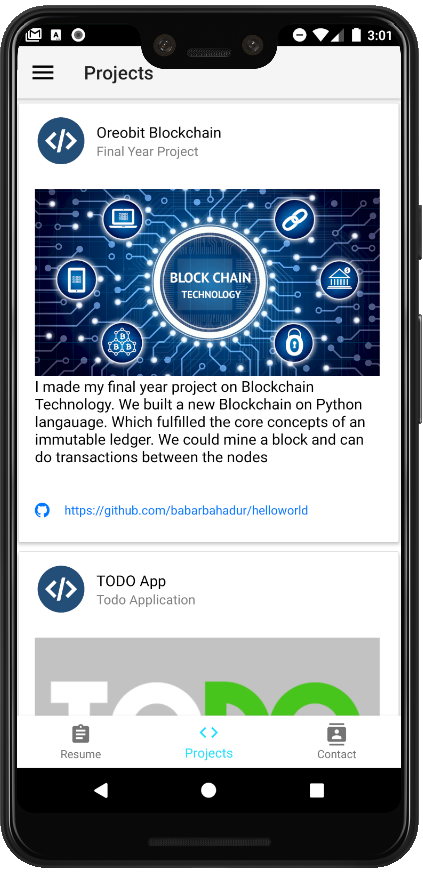 3:01
Projects
Oreobit Blockchain
Final Year Project
BLOCK CHAIN
TECHNOLOGY
I made my final year project on Blockchain
Technology. We built a new Blockchain on Python
langauage. Which fulfilled the core concepts of an
immutable ledger. We could mine a block and can
do transactions between the nodes
https://github.com/babarbahadur/helloworld
TODO App
Todo Application
TODO
Resume
Projects
Contact